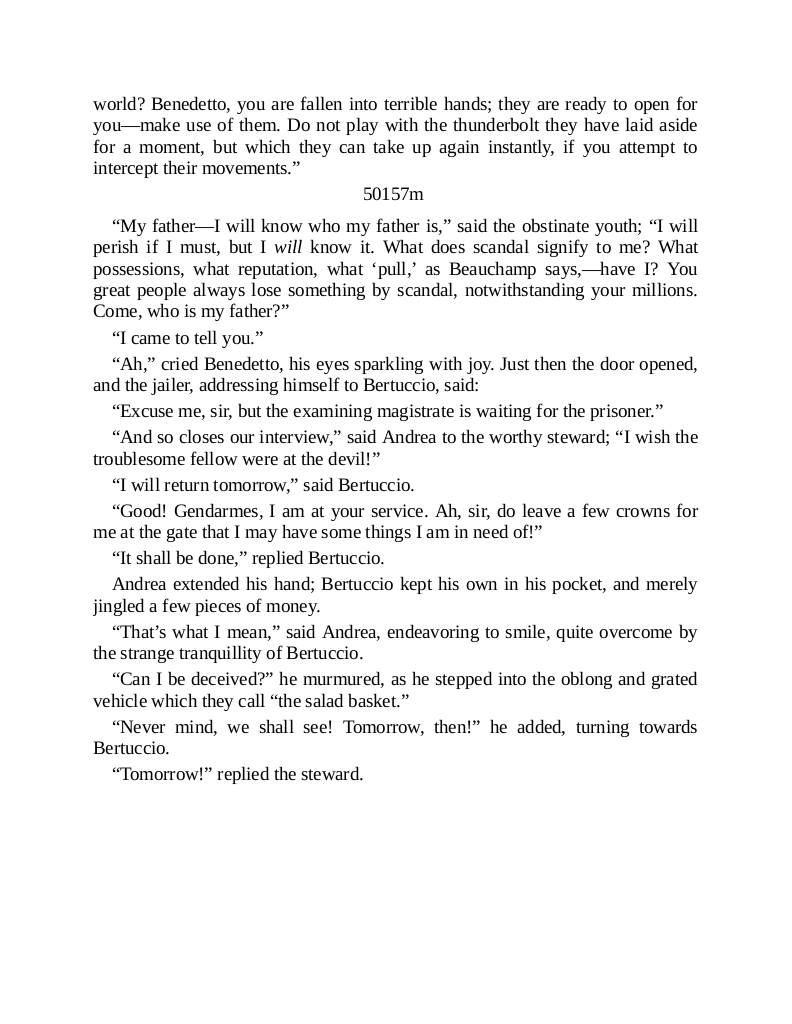 world? Benedetto, you are fallen into terrible hands; they are ready to open for
you—make use of them. Do not play with the thunderbolt they have laid aside
for a moment, but which they can take up again instantly, if you attempt to
intercept their movements.”
50157m
“My father—I will know who my father is,” said the obstinate youth; “I will
perish if I must, but I will know it. What does scandal signify to me? What
possessions, what reputation, what ‘pull,’ as Beauchamp says,—have I? You
great people always lose something by scandal, notwithstanding your millions.
Come, who is my father?”
“I came to tell you.”
“Ah,” cried Benedetto, his eyes sparkling with joy. Just then the door opened,
and the jailer, addressing himself to Bertuccio, said:
“Excuse me, sir, but the examining magistrate is waiting for the prisoner.”
“And so closes our interview,” said Andrea to the worthy steward; “I wish the
troublesome fellow were at the devil!”
“I will return tomorrow,” said Bertuccio.
“Good! Gendarmes, I am at your service. Ah, sir, do leave a few crowns for
me at the gate that I may have some things I am in need of!”
“It shall be done,” replied Bertuccio.
Andrea extended his hand; Bertuccio kept his own in his pocket, and merely
jingled a few pieces of money.
“That’s what I mean,” said Andrea, endeavoring to smile, quite overcome by
the strange tranquillity of Bertuccio.
“Can I be deceived?” he murmured, as he stepped into the oblong and grated
vehicle which they call “the salad basket.”
“Never mind, we shall see! Tomorrow, then!” he added, turning towards
Bertuccio.
“Tomorrow!” replied the steward.